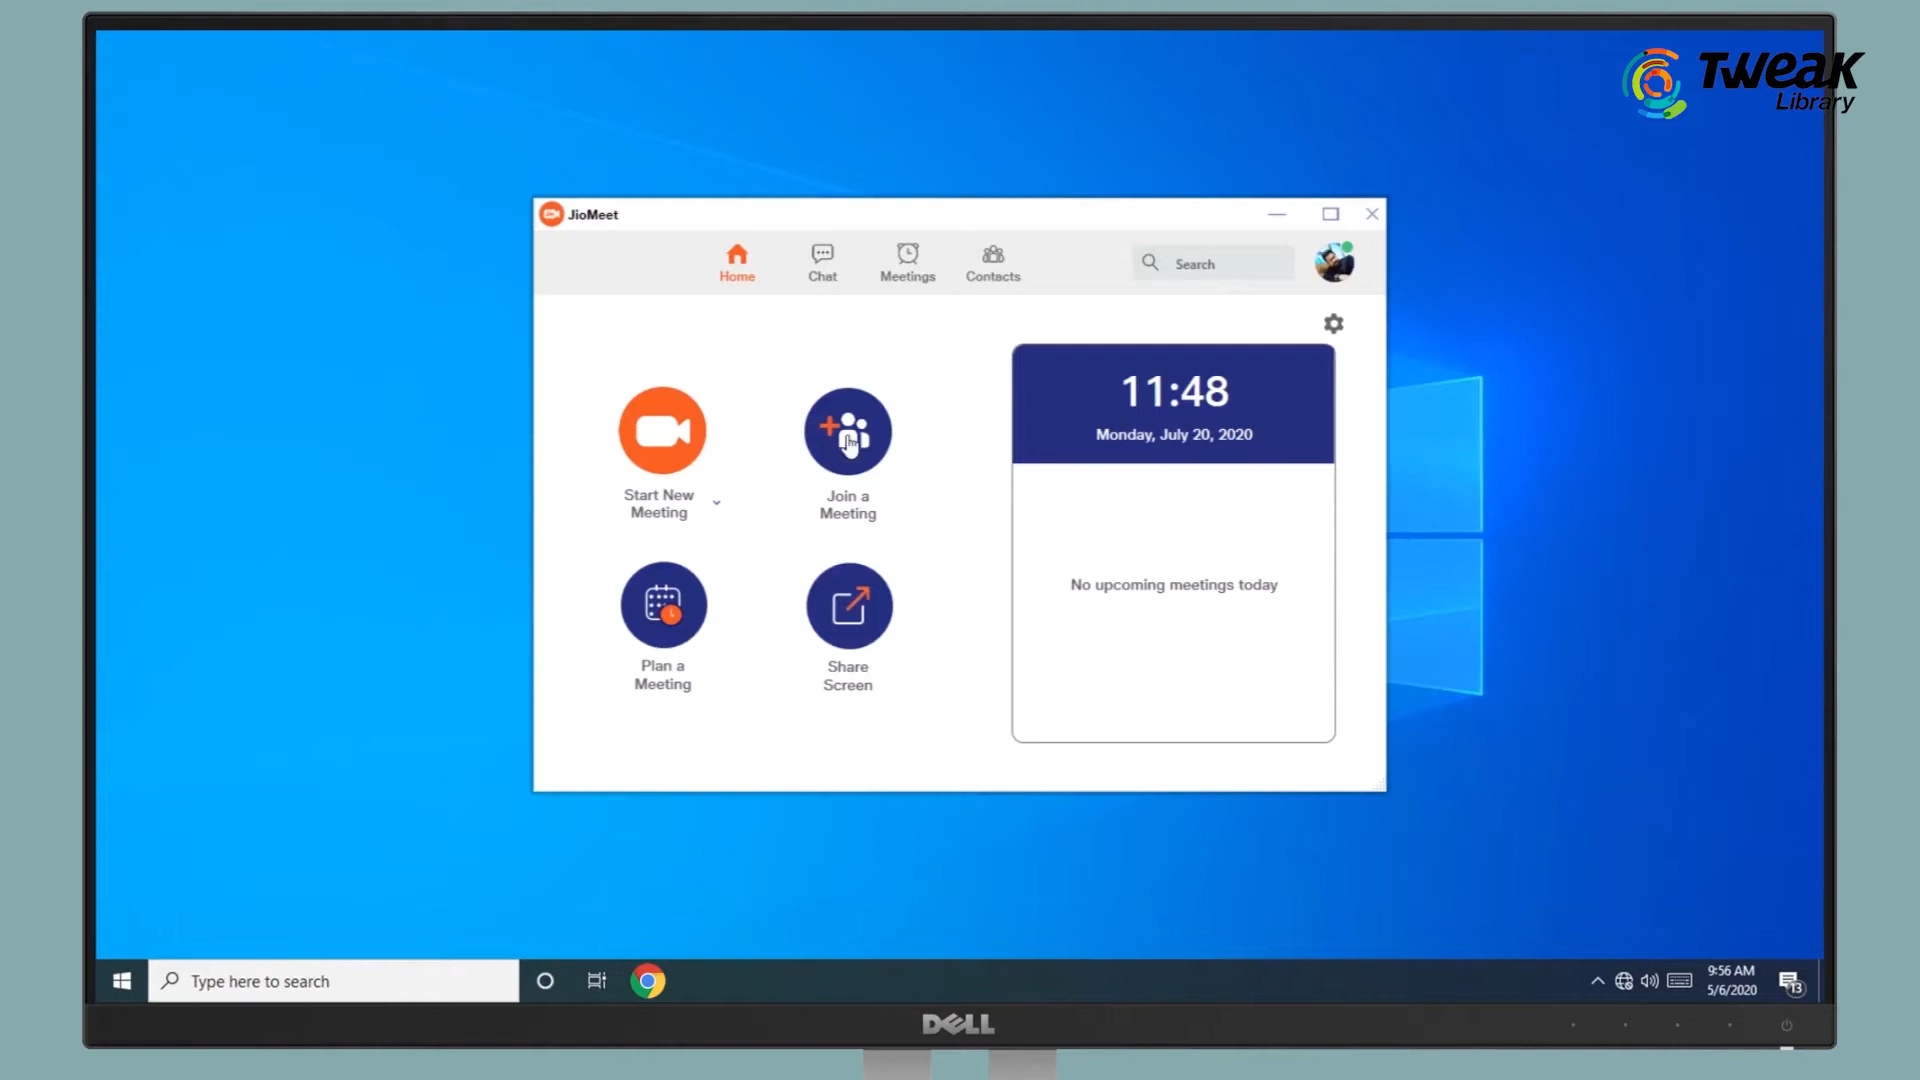 TWEAK
Library
JioMeet
Home
Chat
Meetings
Contacts
Search
11:48
Monday, July 20, 2020
Start New
Meeting
Join a
Meeting
No upcoming meetings today
Plan a
Meeting
Share
Screen
Type here to search
9:56 AM
5/6/2020
13
DELL